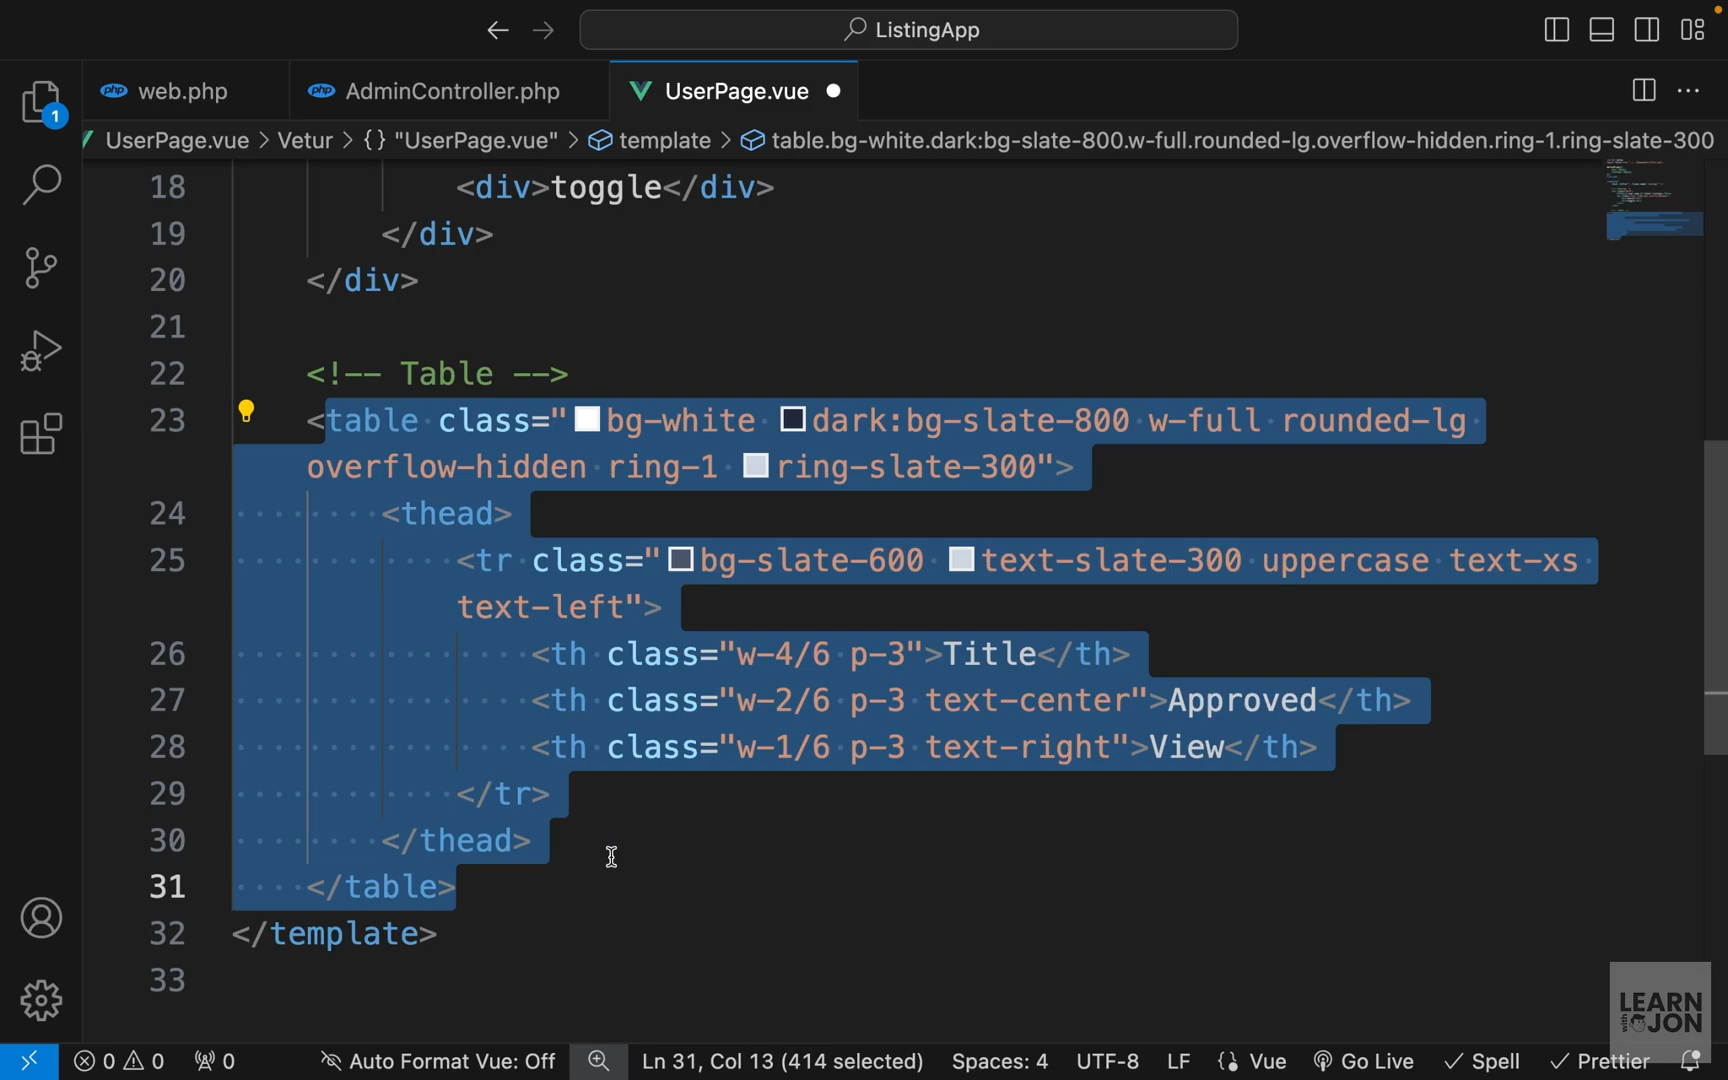 ListingApp
web.php
AdminController.php
UserPage.vue
1
UserPage.vue > Vetur > {} "UserPage.vue" > template > table.bg-white.dark:bg-slate-800.w-full.rounded-lg.overflow-hidden.ring-1.ring-slate-300
18 <div>toggle</div>
19 </div>
20 </div>
21
22 <!-- Table -->
23 <table class="bg-white dark:bg-slate-800 w-full rounded-lg
overflow-hidden ring-1 ring-slate-300">
24 <thead>
25 <tr class="bg-slate-600 text-slate-300 uppercase text-xs
text-left">
26 <th class="w-4/6 p-3">Title</th>
27 <th class="w-2/6 p-3 text-center">Approved</th>
28 <th class="w-1/6 p-3 text-right">View</th>
29 </tr>
30 </thead>
31 </table>
32 </template>
33
LEARN
with JON
0 0 0 Auto Format Vue: Off Ln 31, Col 13 (414 selected) Spaces: 4 UTF-8 LF {} Vue Go Live Spell Prettier